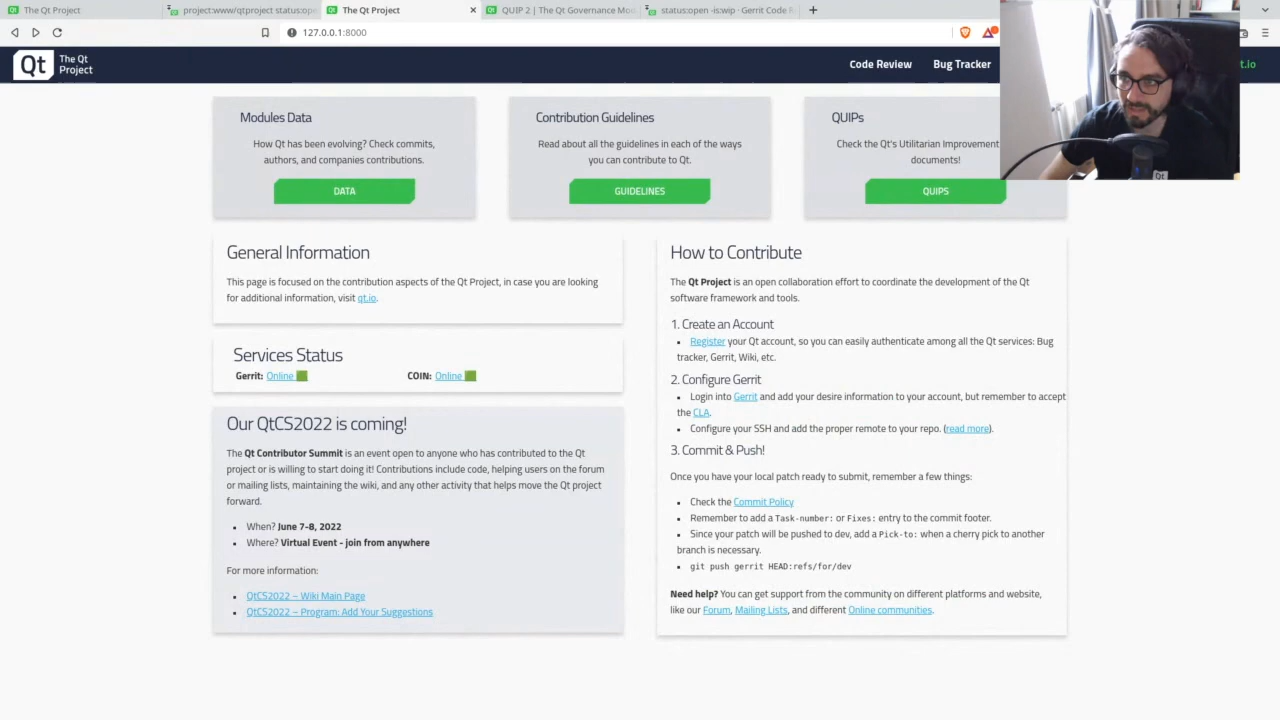 The Qt Project
project:www/qtproject status:ope
The Qt Project
QUIP 2 | The Qt Governance Mod
status:open -is:wip · Gerrit Code R
127.0.0.1:8000
Qt
The Qt
Project
Code Review
Bug Tracker
t.io
Modules Data
How Qt has been evolving? Check commits,
authors, and companies contributions.
DATA
Contribution Guidelines
Read about all the guidelines in each of the ways
you can contribute to Qt.
GUIDELINES
QUIPs
Check the Qt's Utilitarian Improvement
documents!
QUIPS
General Information
This page is focused on the contribution aspects of the Qt Project, in case you are looking
for additional information, visit qt.io.
Services Status
Gerrit: Online
COIN: Online
Our QtCS2022 is coming!
The Qt Contributor Summit is an event open to anyone who has contributed to the Qt
project or is willing to start doing it! Contributions include code, helping users on the forum
or mailing lists, maintaining the wiki, and any other activity that helps move the Qt project
forward.
When? June 7-8, 2022
Where? Virtual Event - join from anywhere
For more information:
QtCS2022 – Wiki Main Page
QtCS2022 – Program: Add Your Suggestions
How to Contribute
The Qt Project is an open collaboration effort to coordinate the development of the Qt
software framework and tools.
1. Create an Account
Register your Qt account, so you can easily authenticate among all the Qt services: Bug
tracker, Gerrit, Wiki, etc.
2. Configure Gerrit
Login into Gerrit and add your desire information to your account, but remember to accept
the CLA.
Configure your SSH and add the proper remote to your repo. (read more).
3. Commit & Push!
Once you have your local patch ready to submit, remember a few things:
Check the Commit Policy
Remember to add a Task-number: or Fixes: entry to the commit footer.
Since your patch will be pushed to dev, add a Pick-to: when a cherry pick to another
branch is necessary.
git push gerrit HEAD:refs/for/dev
Need help? You can get support from the community on different platforms and website,
like our Forum, Mailing Lists, and different Online communities.
Qt